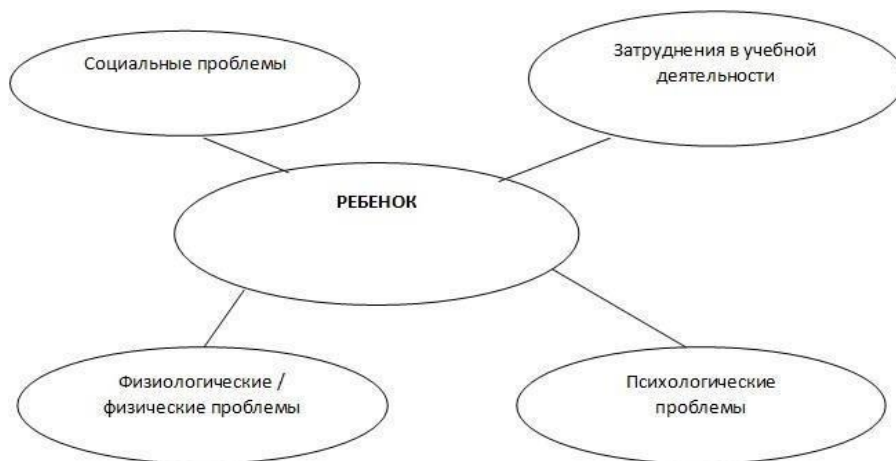 Социальные проблемы
Затруднения в учебной
деятельности
РЕБЕНОК
Физиологические /
физические проблемы
Психологические
проблемы